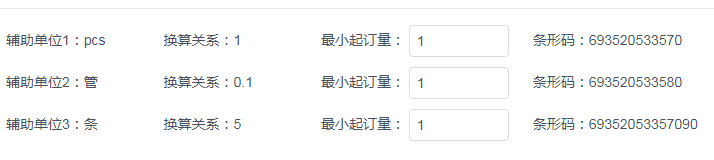 辅助单位1：pcs 换算关系：1 最小起订量： 1 条形码：693520533570
辅助单位2：管 换算关系：0.1 最小起订量： 1 条形码：693520533580
辅助单位3：条 换算关系：5 最小起订量： 1 条形码：69352053357090